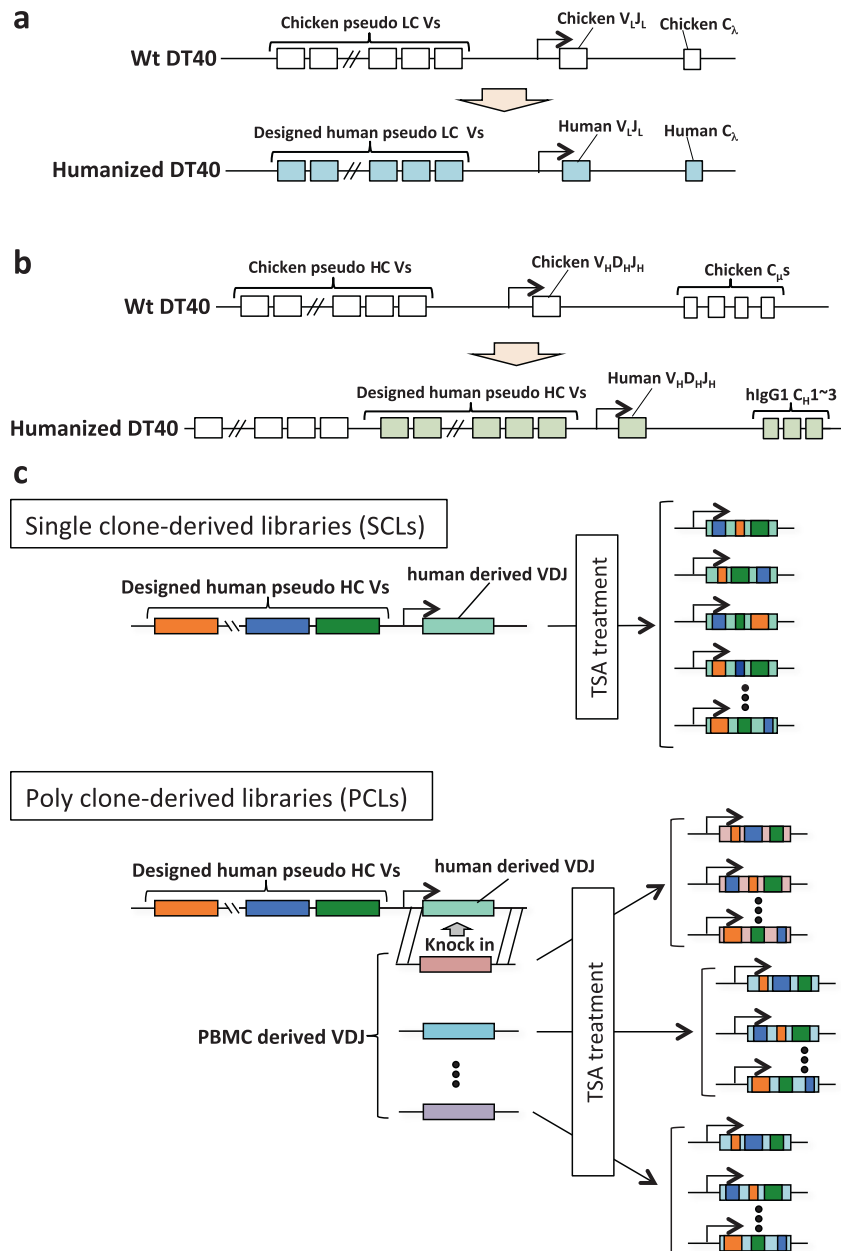 a
Chicken pseudo LC Vs
Chicken VLJL
Chicken Cλ
Wt DT40
Designed human pseudo LC Vs
Human VLJL
Human Cλ
Humanized DT40
b
Chicken pseudo HC Vs
Chicken VHDHJH
Chicken Cμs
Wt DT40
Designed human pseudo HC Vs
Human VHDHJH
hIgG1 CH1~3
Humanized DT40
c
Single clone-derived libraries (SCLs)
Designed human pseudo HC Vs
human derived VDJ
TSA treatment
Poly clone-derived libraries (PCLs)
Designed human pseudo HC Vs
human derived VDJ
Knock in
PBMC derived VDJ
TSA treatment